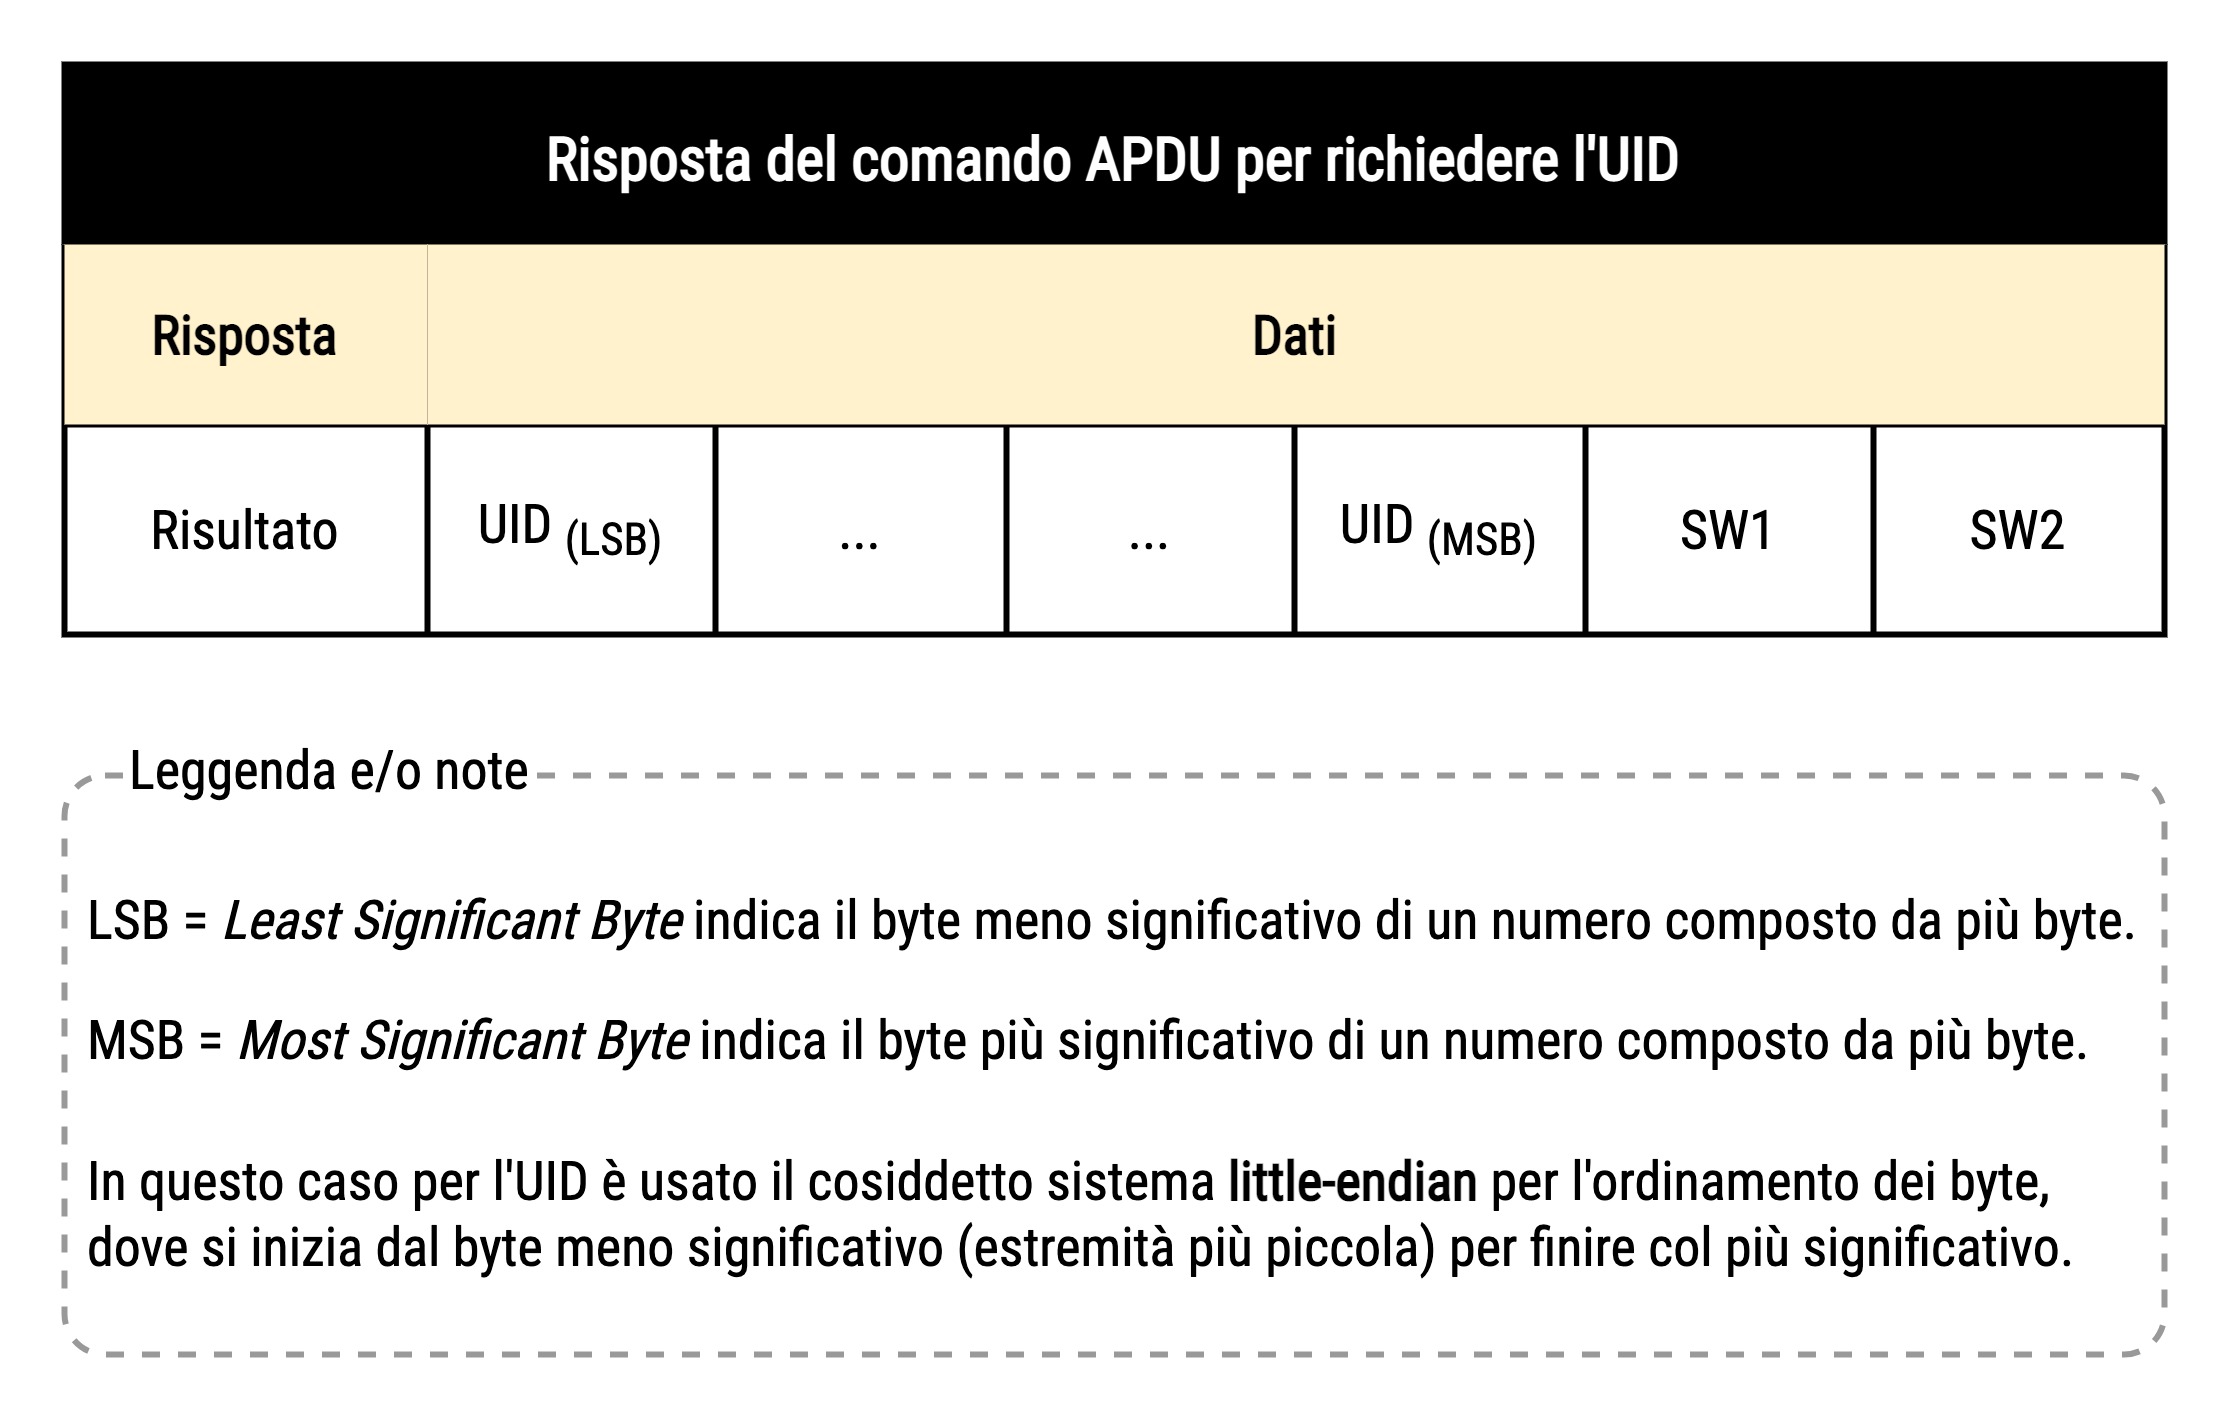 Risposta del comando APDU per richiedere l'UID
Risposta Dati
Risultato UID (LSB) ... ... UID (MSB) SW1 SW2
Leggenda e/o note
LSB = Least Significant Byte indica il byte meno significativo di un numero composto da più byte.
MSB = Most Significant Byte indica il byte più significativo di un numero composto da più byte.
In questo caso per l'UID è usato il cosiddetto sistema little-endian per l'ordinamento dei byte,
dove si inizia dal byte meno significativo (estremità più piccola) per finire col più significativo.